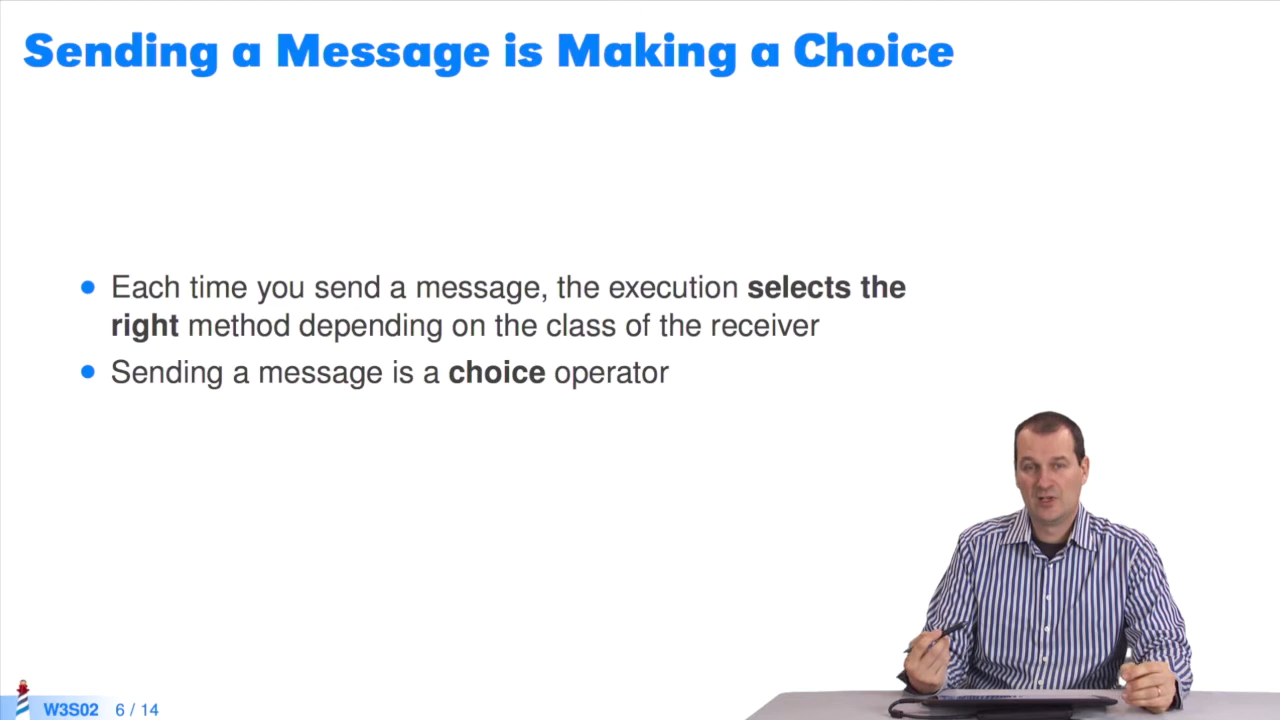 Sending a Message is Making a Choice
Each time you send a message, the execution selects the
right method depending on the class of the receiver
Sending a message is a choice operator
W3S02 6 / 14